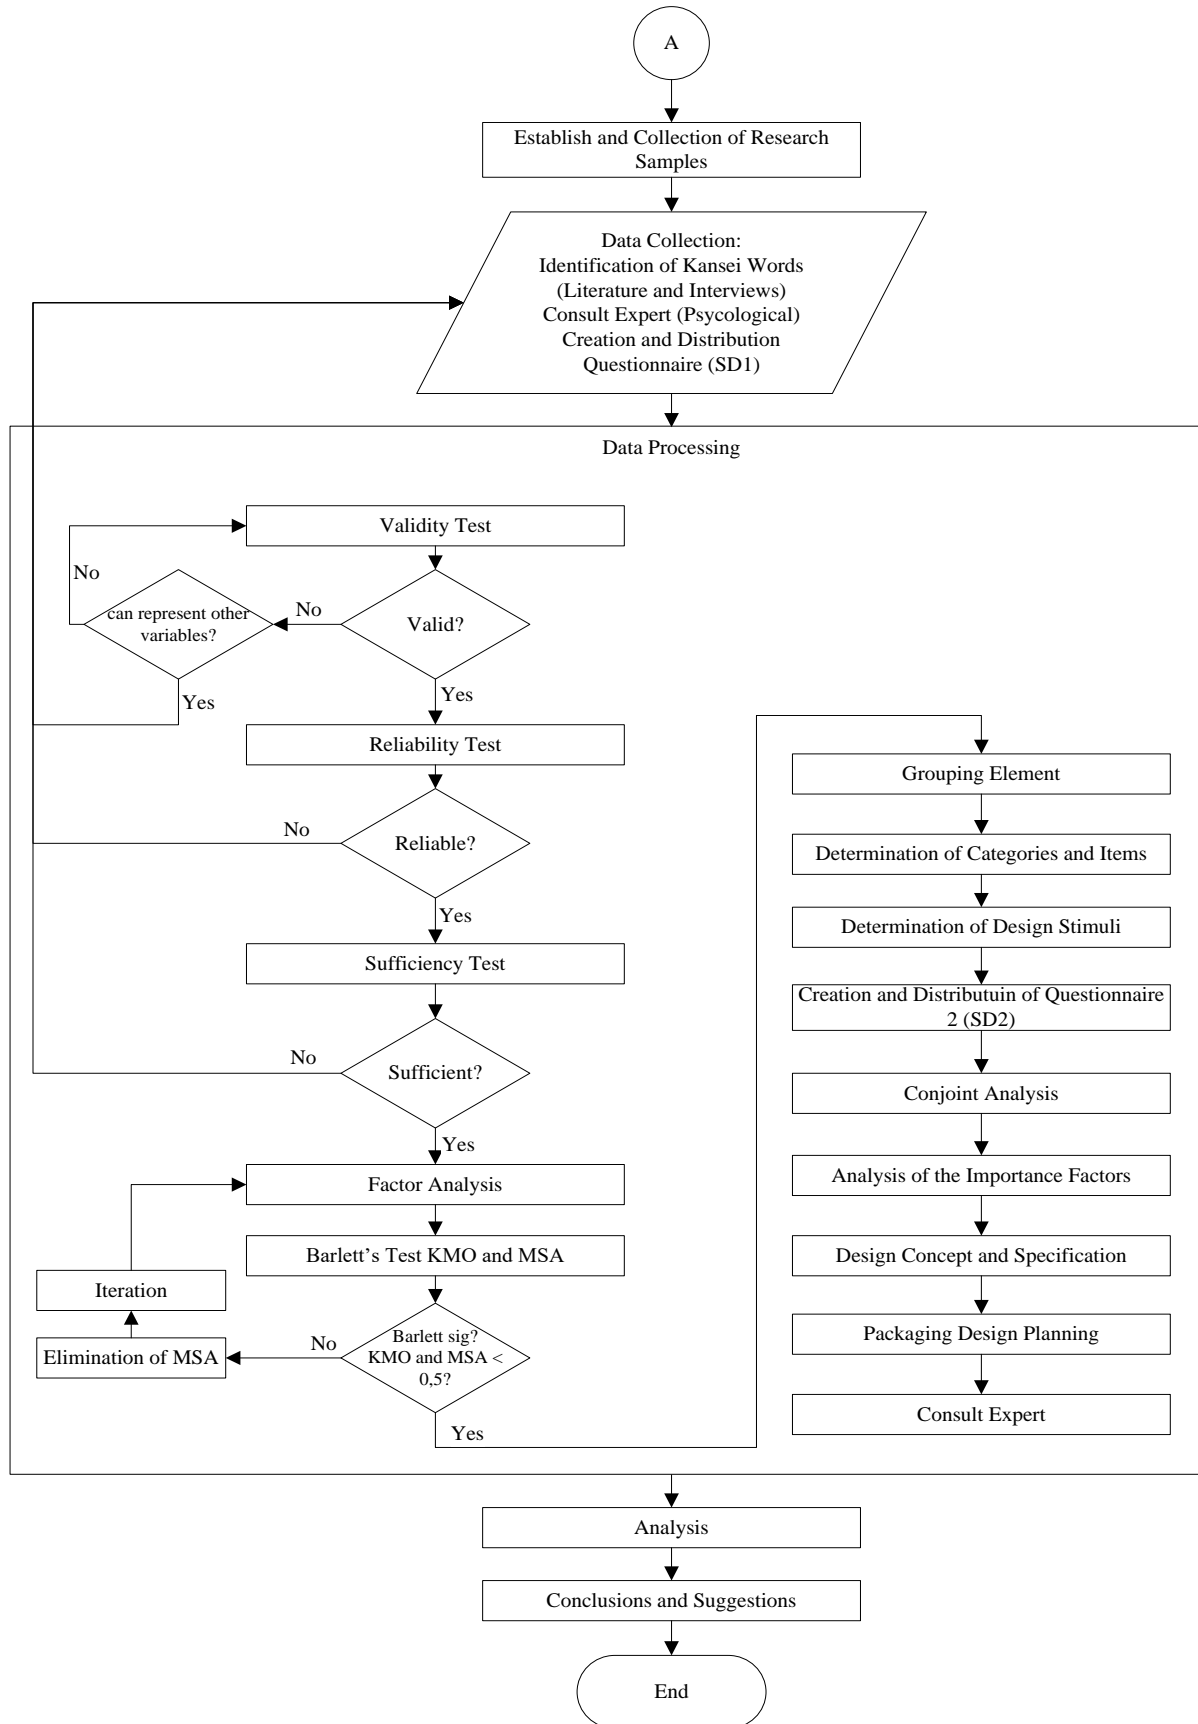 A
Establish and Collection of Research
Samples
Data Collection:
Identification of Kansei Words
(Literature and Interviews)
Consult Expert (Psycological)
Creation and Distribution
Questionnaire (SD1)
Data Processing
Validity Test
No
can represent other
variables?
No
Valid?
Yes
Yes
Reliability Test
No
Reliable?
Yes
Sufficiency Test
No
Sufficient?
Yes
Factor Analysis
Barlett's Test KMO and MSA
Iteration
Elimination of MSA
No
Barlett sig?
KMO and MSA <
0,5?
Yes
Grouping Element
Determination of Categories and Items
Determination of Design Stimuli
Creation and Distributuin of Questionnaire
2 (SD2)
Conjoint Analysis
Analysis of the Importance Factors
Design Concept and Specification
Packaging Design Planning
Consult Expert
Analysis
Conclusions and Suggestions
End